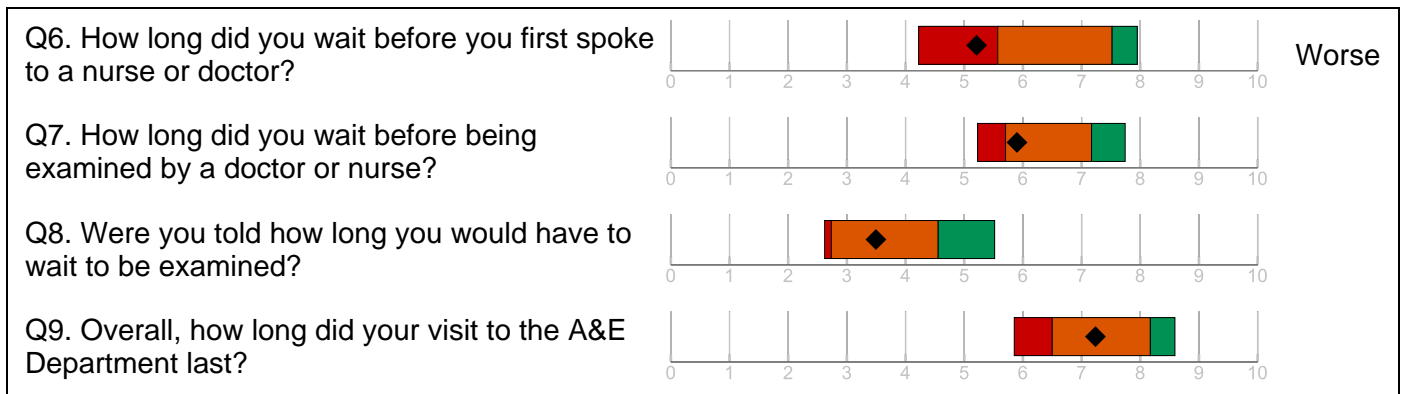 Q6. How long did you wait before you first spoke
to a nurse or doctor?
0 1 2 3 4 5 6 7 8 9 10
Worse
Q7. How long did you wait before being
examined by a doctor or nurse?
0 1 2 3 4 5 6 7 8 9 10
Q8. Were you told how long you would have to
wait to be examined?
0 1 2 3 4 5 6 7 8 9 10
Q9. Overall, how long did your visit to the A&E
Department last?
0 1 2 3 4 5 6 7 8 9 10